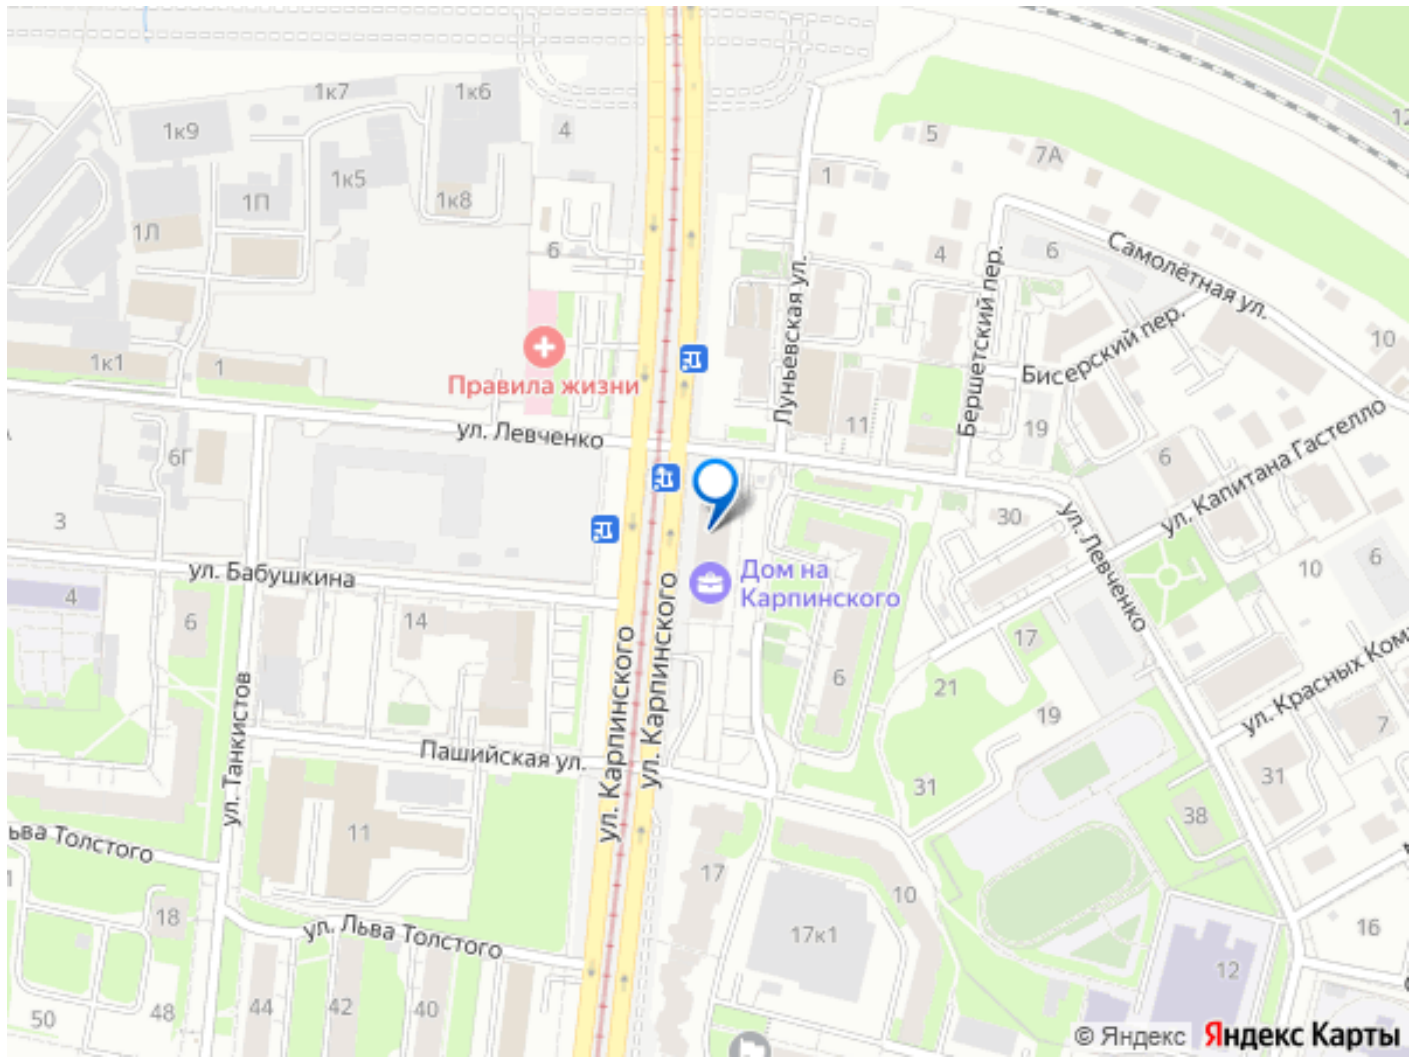 1к7
1к6
1к9
4
5
7А
12
1к5
1
1П
1к8
1Л
6
4
6
Самолётная ул.
Луньевская ул.
Бершетский пер.
Бисерский пер.
10
1к1
1
Правила жизни
ул. Левченко
11
19
ул. Капитана Гастелло
6Г
6
3
30
ул. Левченко
ул. Бабушкина
Дом на
Карпинского
10
6
4
6
14
17
ул. Карпинского
ул. Карпинского
6
21
19
ул. Красных Ком
7
ул. Танкистов
Пашийская ул.
31
31
38
11
ьва Толстого
17
10
18
ул. Льва Толстого
17к1
16
12
50
48
44
42
40
© Яндекс Яндекс Карты